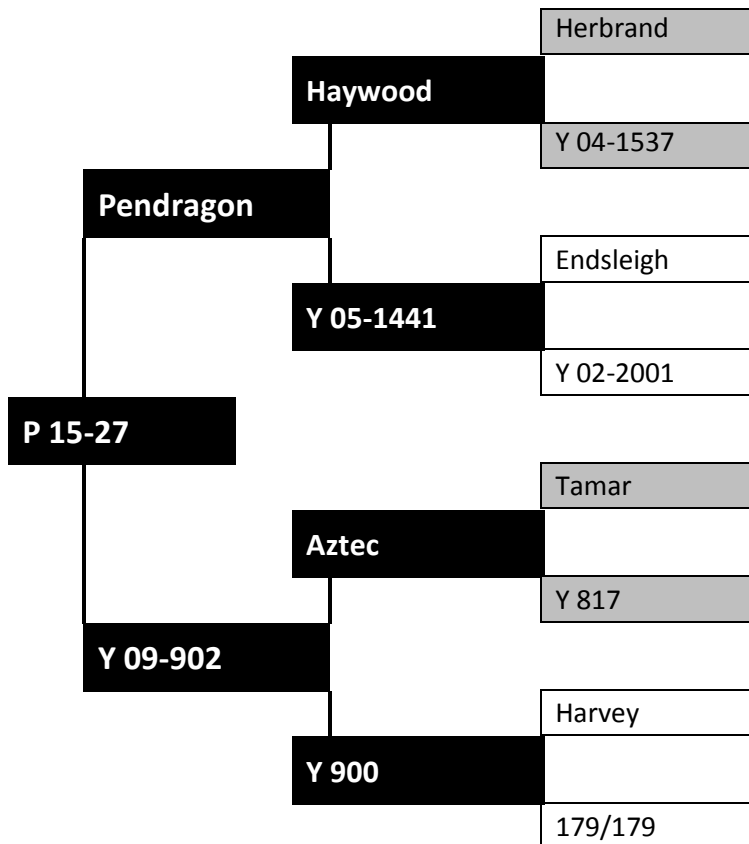 Herbrand
Haywood
Y 04-1537
Pendragon
Endsleigh
Y 05-1441
Y 02-2001
P 15-27
Tamar
Aztec
Y 817
Y 09-902
Harvey
Y 900
179/179